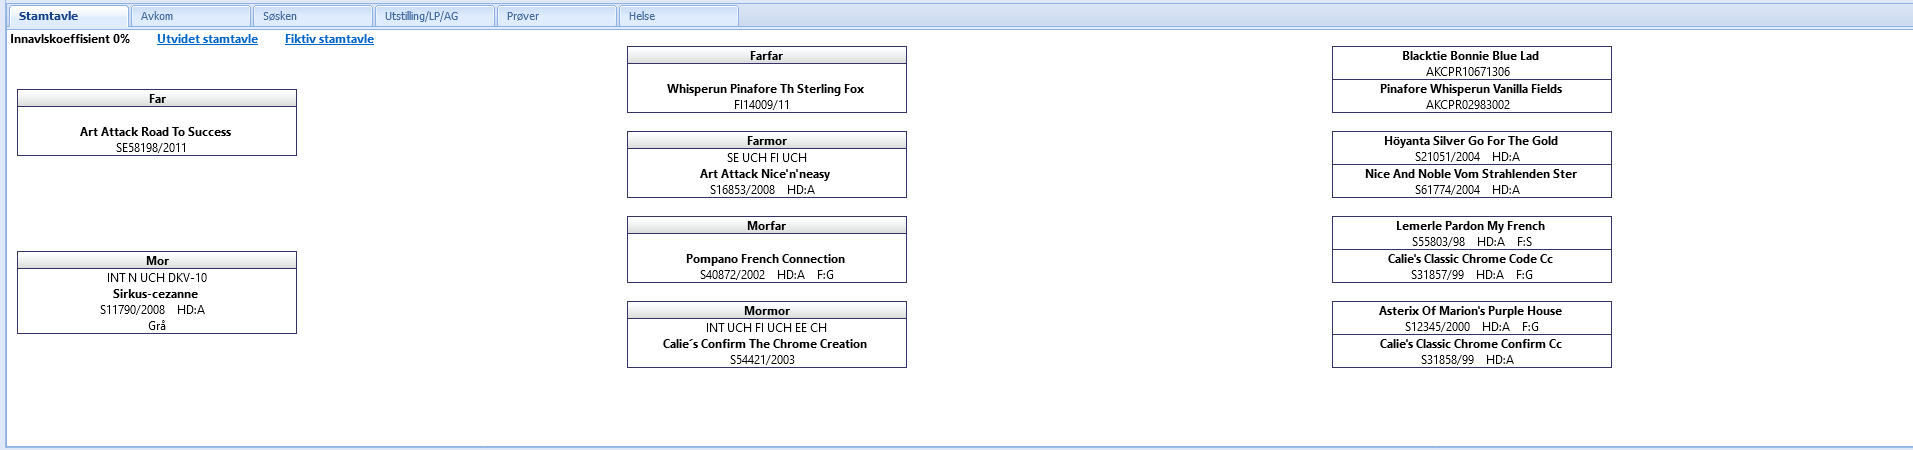 Stamtavle
Avkom
Søsken
Utstilling/LP/AG
Prøver
Helse
Innavlskoeffisient 0%
Utvidet stamtavle
Fiktiv stamtavle
Far
Art Attack Road To Success
SE58198/2011
Mor
INT N UCH DKV-10
Sirkus-cezanne
S11790/2008 HD:A
Grå
Farfar
Whisperun Pinafore Th Sterling Fox
FI14009/11
Farmor
SE UCH FI UCH
Art Attack Nice'n'neasy
S16853/2008 HD:A
Morfar
Pompano French Connection
S40872/2002 HD:A F:G
Mormor
INT UCH FI UCH EE CH
Calie´s Confirm The Chrome Creation
S54421/2003
Blacktie Bonnie Blue Lad
AKCPR10671306
Pinafore Whisperun Vanilla Fields
AKCPR02983002
Höyanta Silver Go For The Gold
S21051/2004 HD:A
Nice And Noble Vom Strahlenden Ster
S61774/2004 HD:A
Lemerle Pardon My French
S55803/98 HD:A F:S
Calie's Classic Chrome Code Cc
S31857/99 HD:A F:G
Asterix Of Marion's Purple House
S12345/2000 HD:A F:G
Calie's Classic Chrome Confirm Cc
S31858/99 HD:A